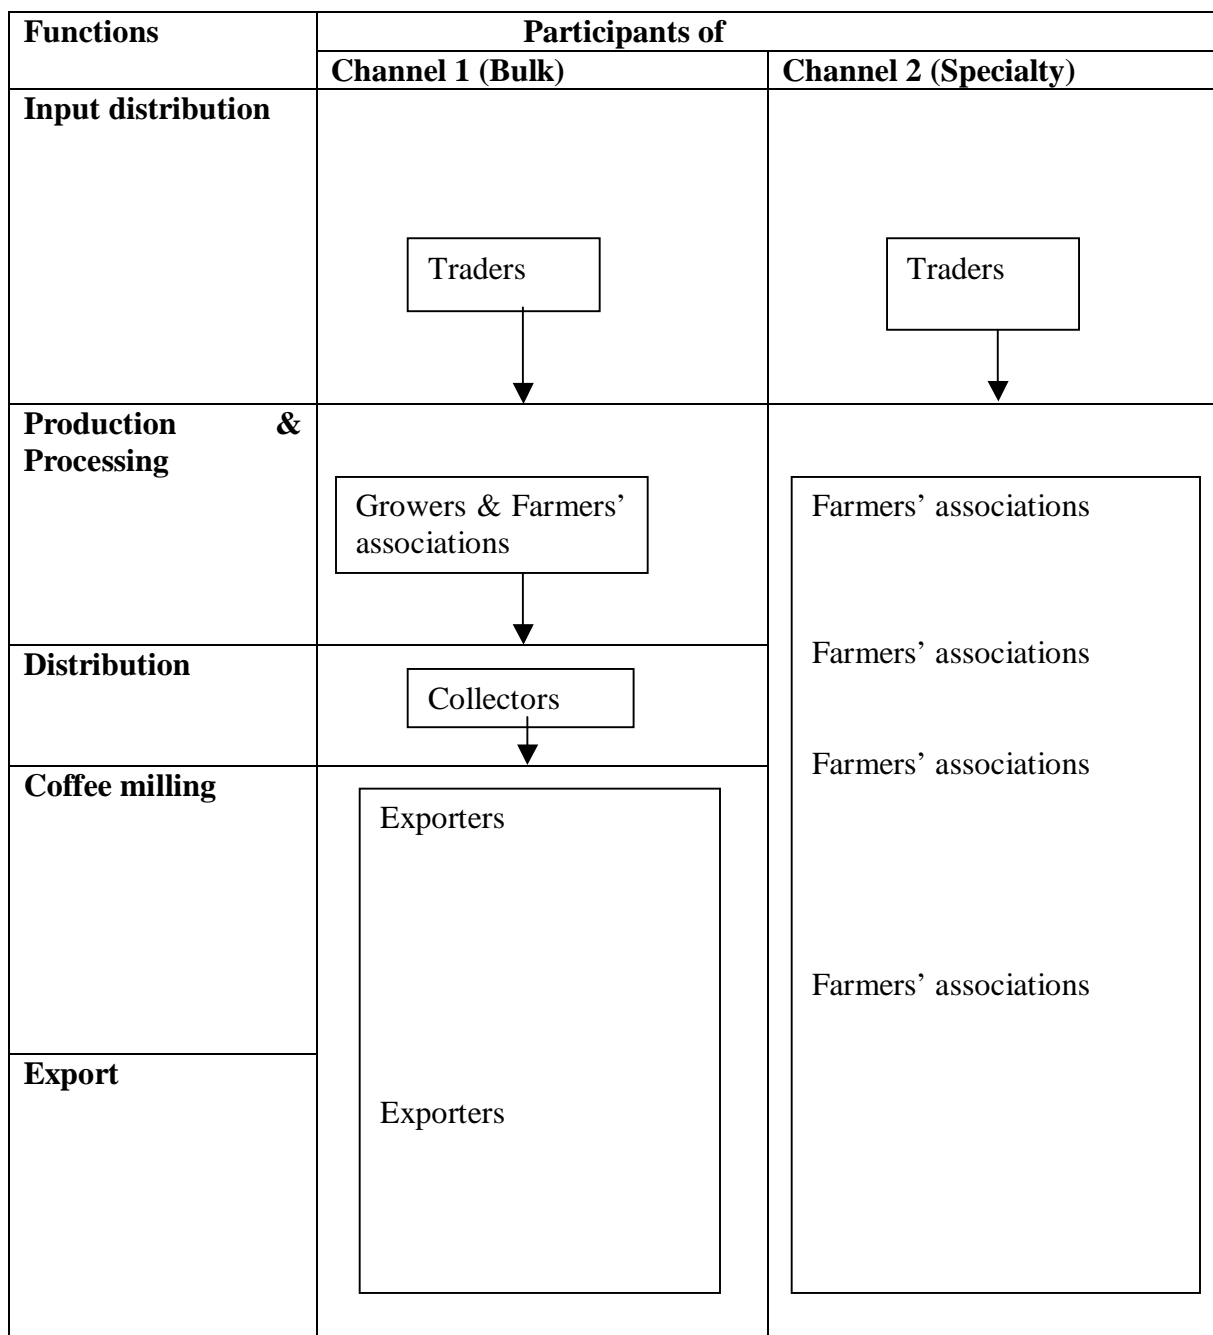 Functions
Participants of
Channel 1 (Bulk)
Channel 2 (Specialty)
Input distribution
Traders
Traders
Production &
Processing
Growers & Farmers’
associations
Farmers’ associations
Distribution
Collectors
Farmers’ associations
Coffee milling
Exporters
Farmers’ associations
Farmers’ associations
Export
Exporters